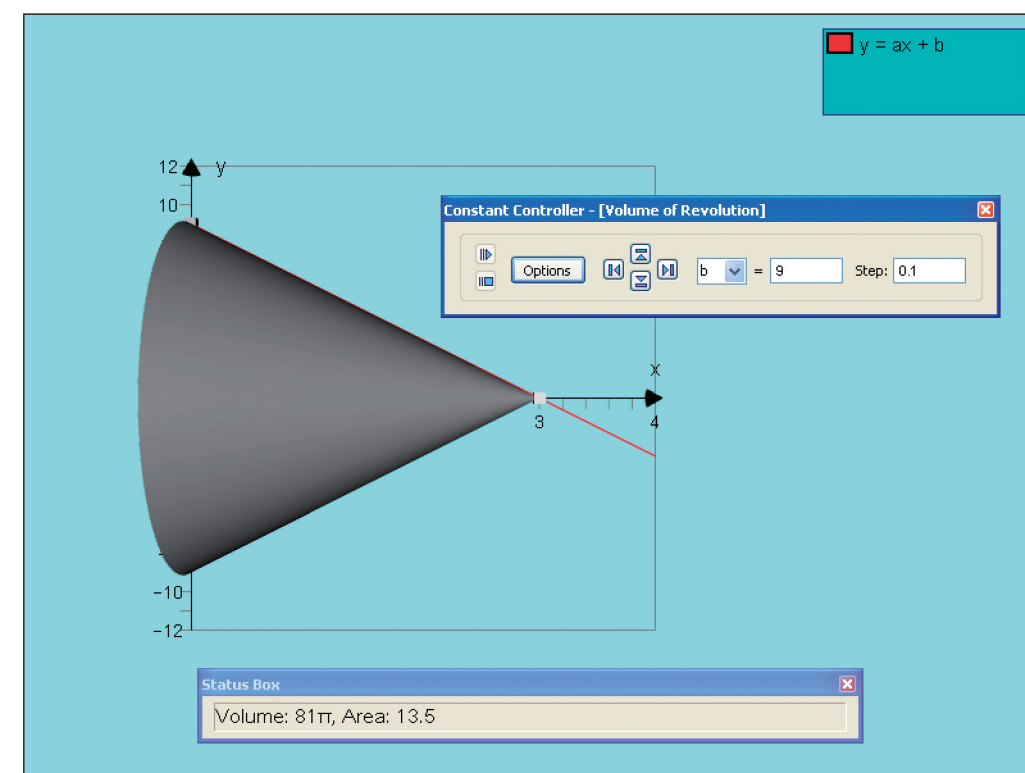 y = ax + b
12
y
10
Constant Controller - [Volume of Revolution]
Options
b
=
9
Step:
0.1
x
3
4
-10
-12
Status Box
Volume: 81π, Area: 13.5